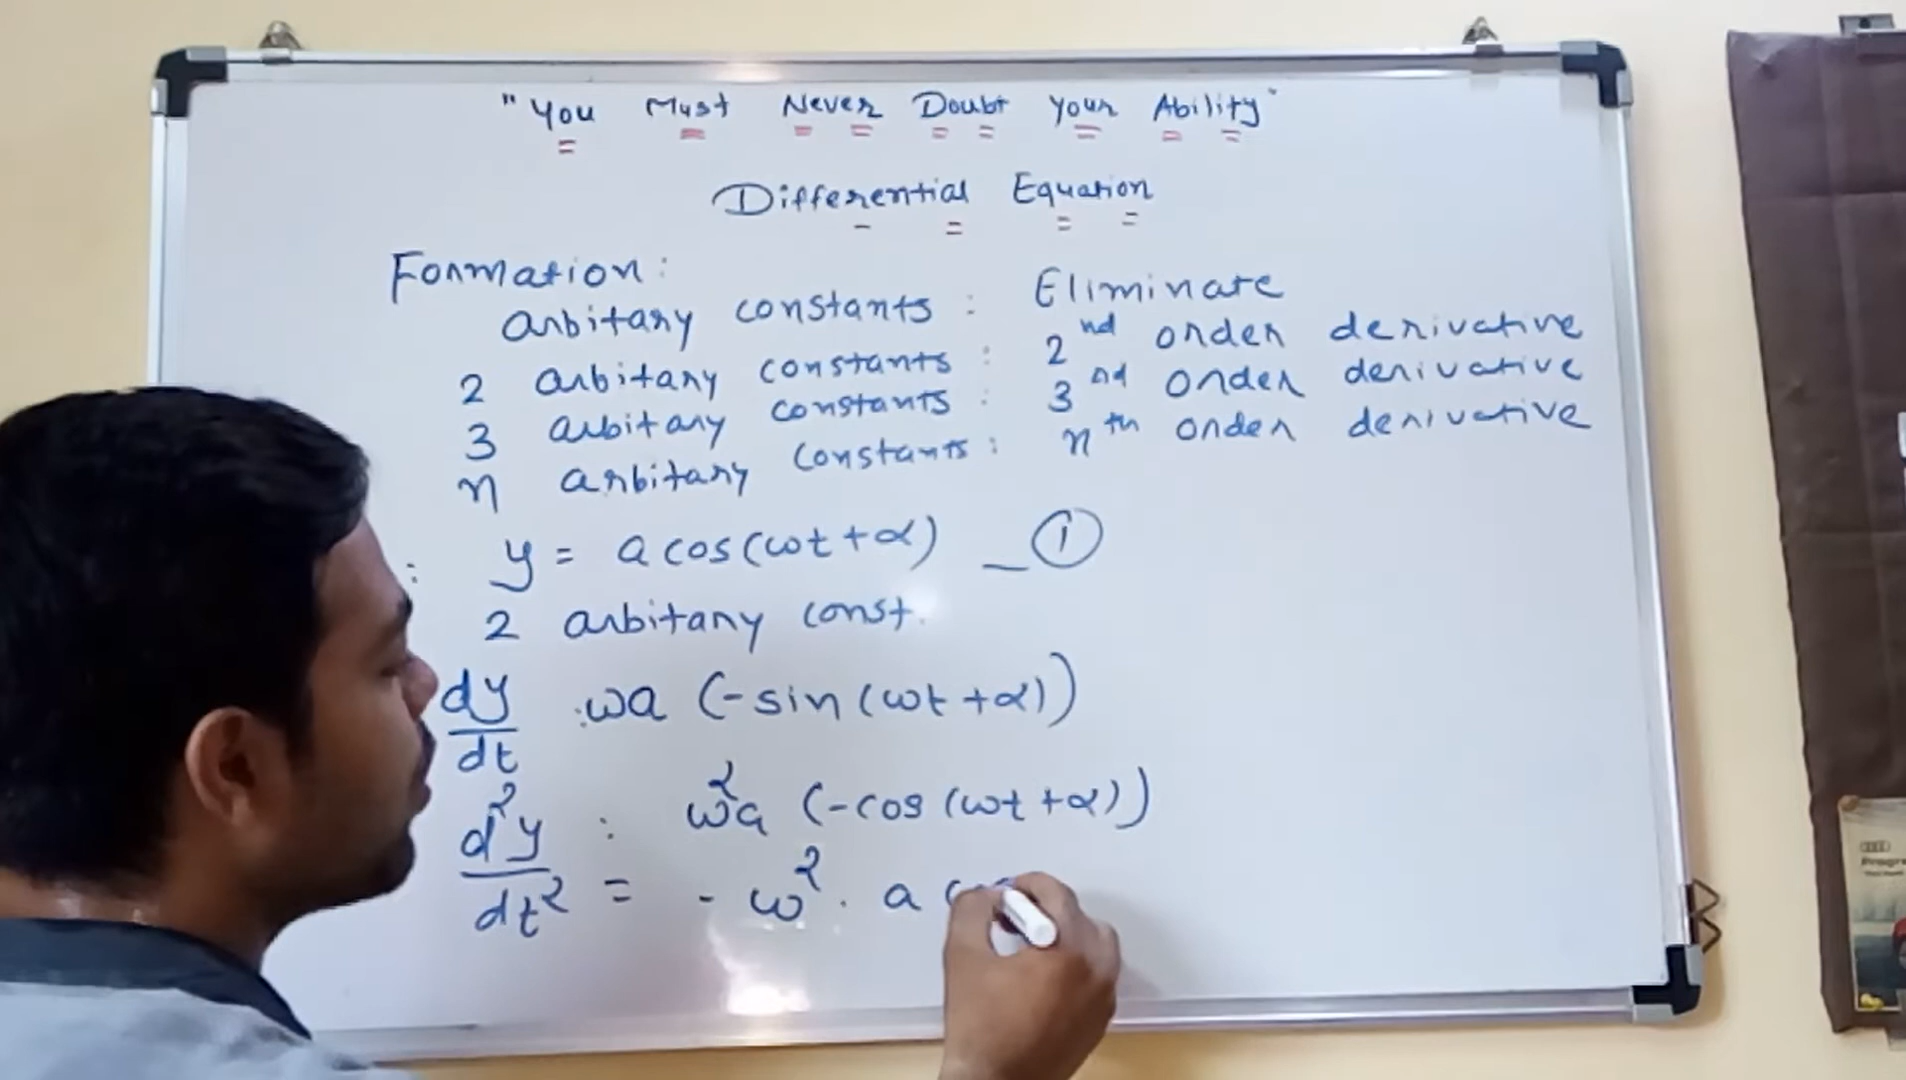 "You Must Never Doubt Your Ability"
Differential Equation
Formation:
arbitary constants : Eliminate
2 arbitary constants : 2nd order derivative
3 arbitary constants : 3rd order derivative
n arbitary constants : nth order derivative
: y = a cos(ωt+α) _ ①
2 arbitary const.
dy/dt : ωa (-sin(ωt+α))
d²y/dt² : ω²a (-cos(ωt+α))
= - ω² . a